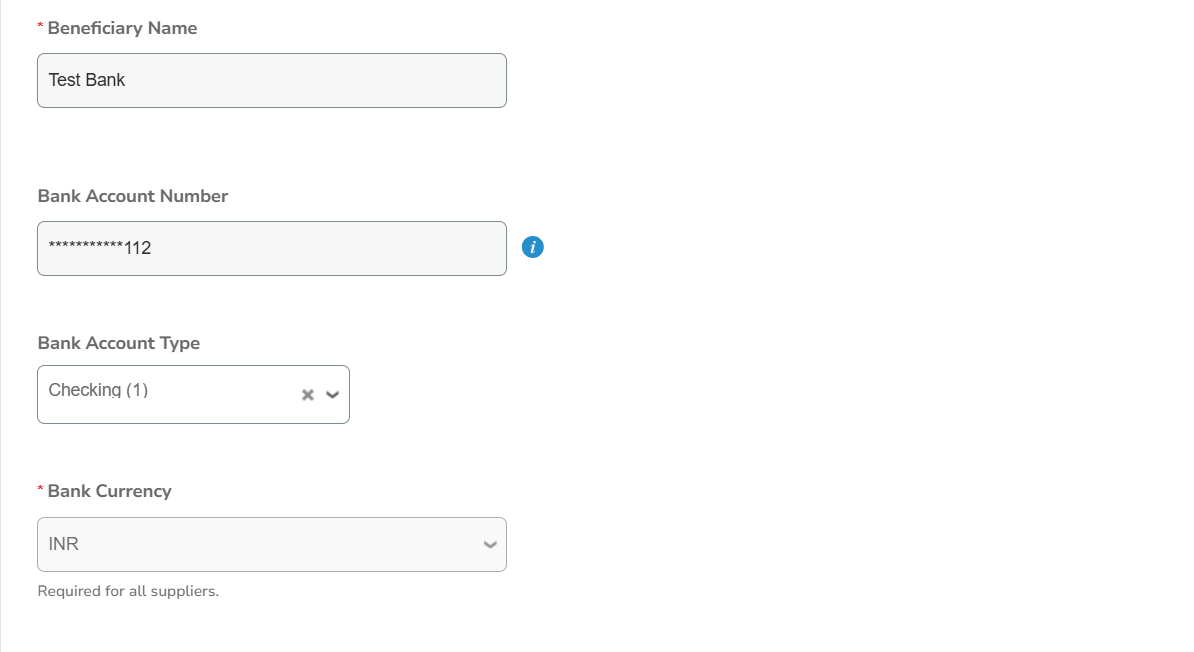 * Beneficiary Name
Test Bank
Bank Account Number
***********112
i
Bank Account Type
Checking (1)
* Bank Currency
INR
Required for all suppliers.